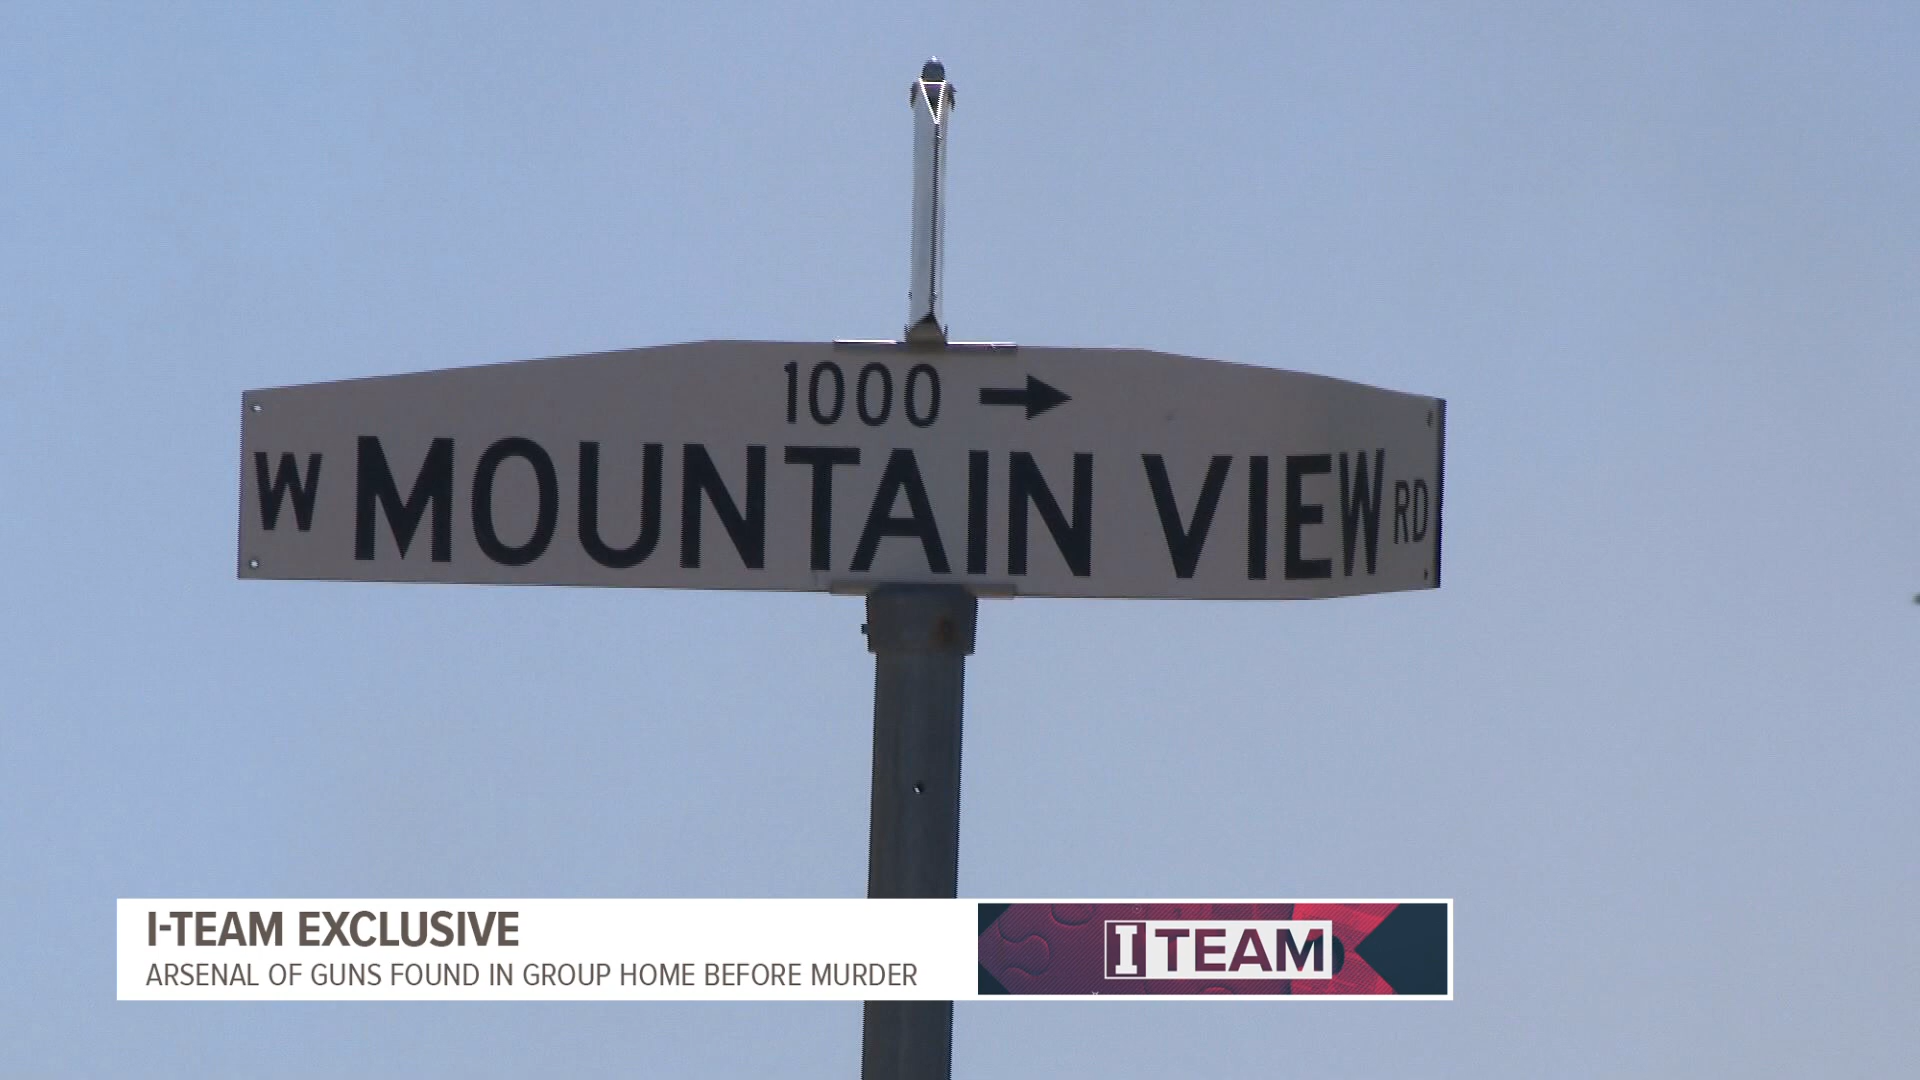 1000 →
W MOUNTAIN VIEW RD
I-TEAM EXCLUSIVE
ARSENAL OF GUNS FOUND IN GROUP HOME BEFORE MURDER
I TEAM